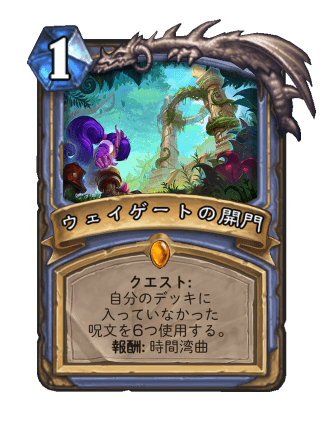 1
ウェイゲートの開門
クエスト:
自分のデッキに
入っていなかった
呪文を6つ使用する。
報酬: 時間湾曲